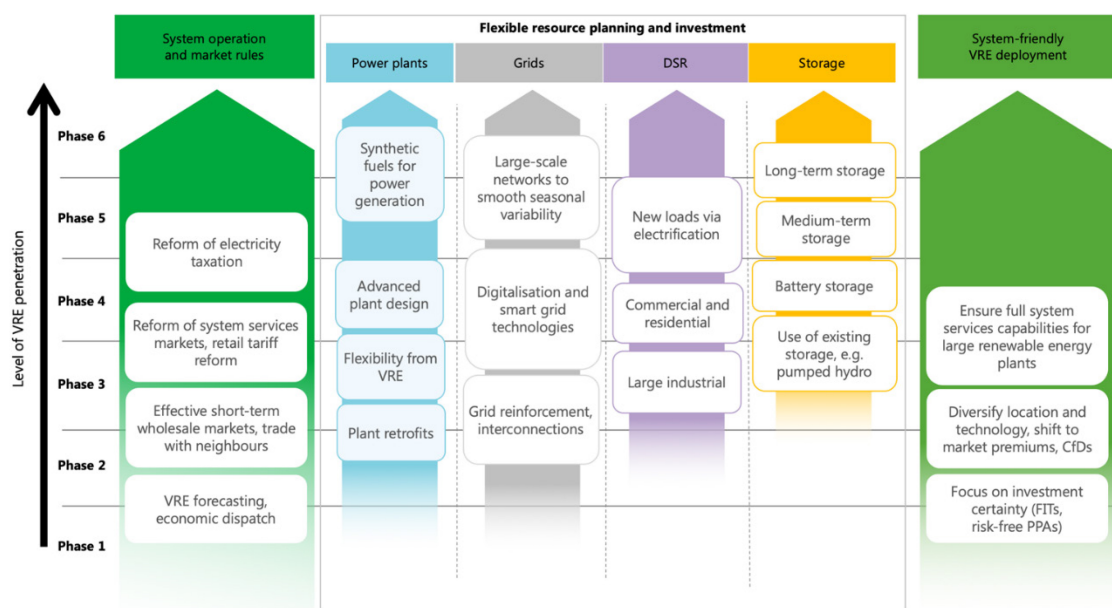 System operation
and market rules
Flexible resource planning and investment
System-friendly
VRE deployment
Power plants
Grids
DSR
Storage
Level of VRE penetration
Phase 6
Phase 5
Phase 4
Phase 3
Phase 2
Phase 1
Reform of electricity
taxation
Reform of system services
markets, retail tariff
reform
Effective short-term
wholesale markets, trade
with neighbours
VRE forecasting,
economic dispatch
Synthetic
fuels for
power
generation
Advanced
plant design
Flexibility from
VRE
Plant retrofits
Large-scale
networks to
smooth seasonal
variability
Digitalisation and
smart grid
technologies
Grid reinforcement,
interconnections
New loads via
electrification
Commercial and
residential
Large industrial
Long-term storage
Medium-term
storage
Battery storage
Use of existing
storage, e.g.
pumped hydro
Ensure full system
services capabilities for
large renewable energy
plants
Diversify location and
technology, shift to
market premiums, CfDs
Focus on investment
certainty (FITs,
risk-free PPAs)